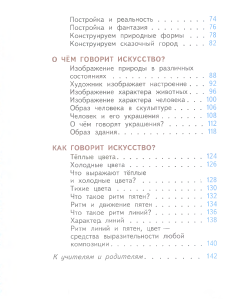 Постройка и реальность . . . . . . . 74
Постройка и фантазия . . . . . . . . 76
Конструируем природные формы . . 78
Конструируем сказочный город . . . 82
О ЧЁМ ГОВОРИТ ИСКУССТВО?
Изображение природы в различных
состояниях . . . . . . . . . . . . . . 88
Художник изображает настроение . . 92
Изображение характера животных . . 96
Изображение характера человека . . 100
Образ человека в скульптуре . . . . 106
Человек и его украшения . . . . . . 108
О чём говорят украшения? . . . . . . 112
Образ здания . . . . . . . . . . . . . 118
КАК ГОВОРИТ ИСКУССТВО?
Тёплые цвета . . . . . . . . . . . . . 124
Холодные цвета . . . . . . . . . . . . 126
Что выражают тёплые
и холодные цвета? . . . . . . . . . . 128
Тихие цвета . . . . . . . . . . . . . 130
Что такое ритм пятен? . . . . . . . . 132
Ритм и движение пятен . . . . . . . 134
Что такое ритм линий? . . . . . . . . 136
Характер линий . . . . . . . . . . . . 138
Ритм линий и пятен, цвет —
средства выразительности любой
композиции . . . . . . . . . . . . . . 140
К учителям и родителям . . . . . . . 142